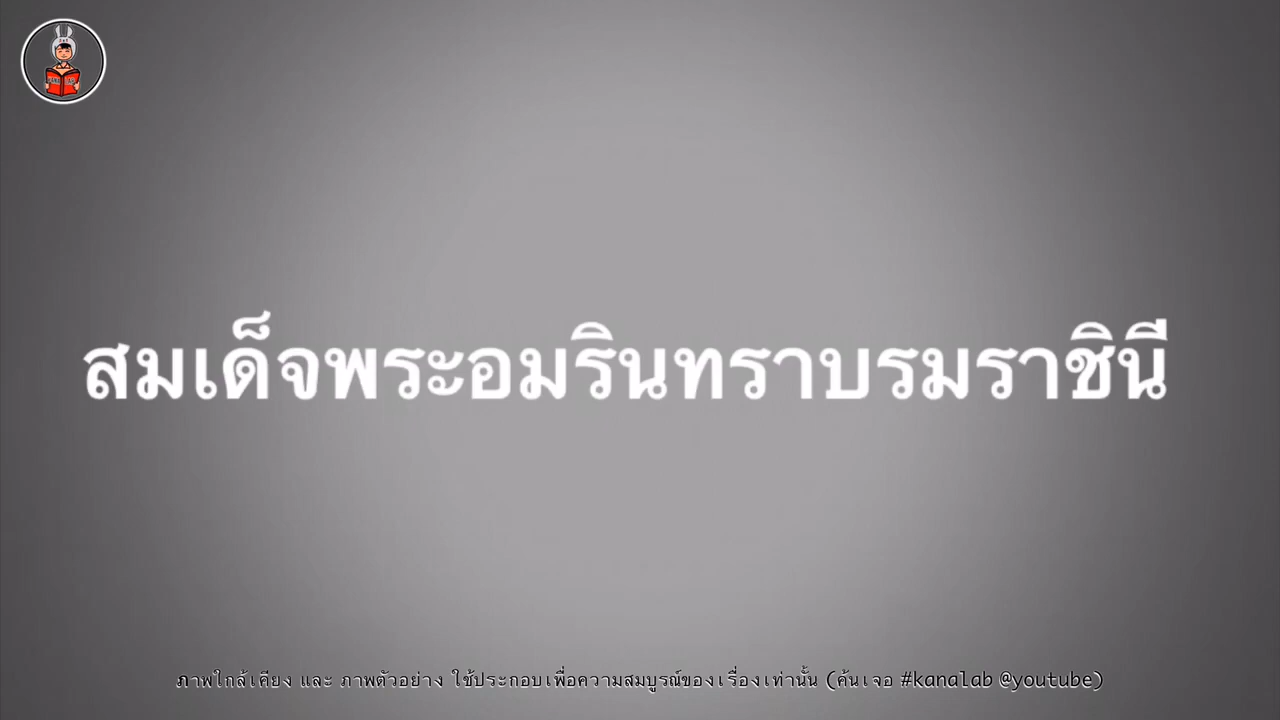 สมเด็จพระอมรินทราบรมราชินี
ภาพใกล้เคียง และ ภาพตัวอย่าง ใช้ประกอบเพื่อความสมบูรณ์ของเรื่องเท่านั้น (ค้นเจอ #kanalab @youtube)